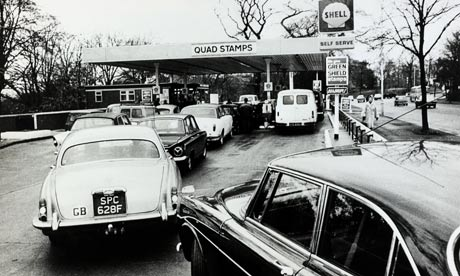 SHELL
SELF SERVE
QUAD STAMPS
GREEN
SHIELD
GB
SPC
628F